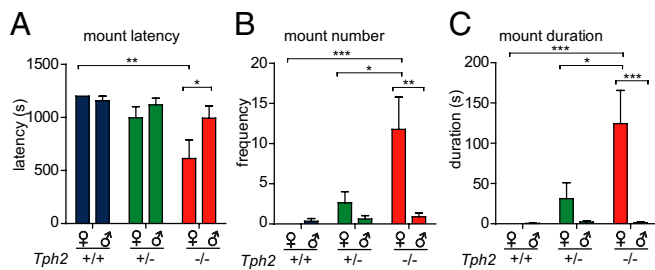 A
mount latency
**
*
1500
1000
500
0
latency (s)
♀ ♂ ♀ ♂ ♀ ♂
Tph2 +/+ +/- -/-
B
mount number
***
*
**
20
15
10
5
0
frequency
♀ ♂ ♀ ♂ ♀ ♂
Tph2 +/+ +/- -/-
C
mount duration
***
*
***
200
150
100
50
0
duration (s)
♀ ♂ ♀ ♂ ♀ ♂
Tph2 +/+ +/- -/-